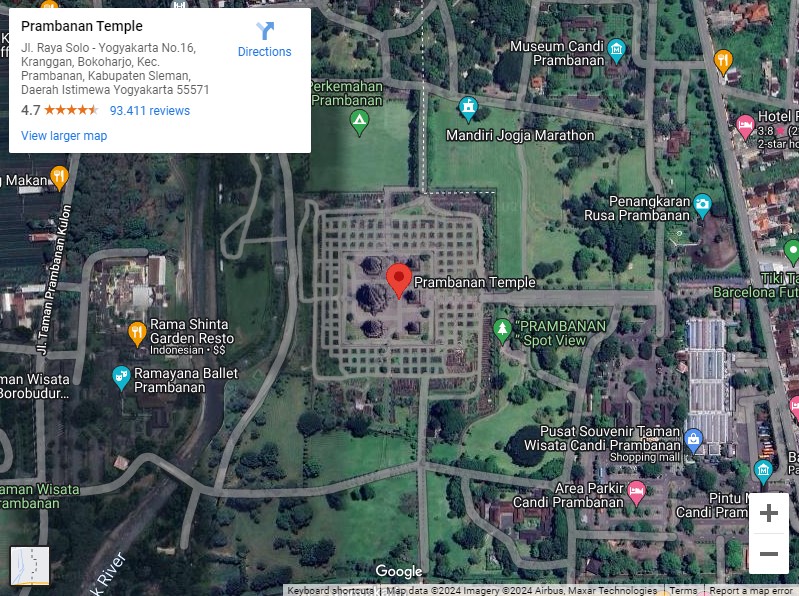 Prambanan Temple
Jl. Raya Solo - Yogyakarta No.16,
Kranggan, Bokoharjo, Kec.
Prambanan, Kabupaten Sleman,
Daerah Istimewa Yogyakarta 55571
4.7
93.411 reviews
View larger map
Directions
Museum Candi
Prambanan
Perkemahan
Prambanan
Mandiri Jogja Marathon
Hotel
3.8
2-star
Makan
Penangkaran
Rusa Prambanan
Jl. Taman Prambanan Kulon
Prambanan Temple
Tiki
Barcelona Fut
Rama Shinta
Garden Resto
Indonesian • $$
"PRAMBANAN
" Spot View
Ramayana Ballet
Prambanan
man Wisata
Borobudur...
Pusat Souvenir Taman
Wisata Candi Prambanan
Shopping mall
aman Wisata
rambanan
Area Parkir
Candi Prambanan
Pintu
Candi Pram
k River
Google
Keyboard shortcuts
Map data ©2024 Imagery ©2024 Airbus, Maxar Technologies
Terms
Report a map error